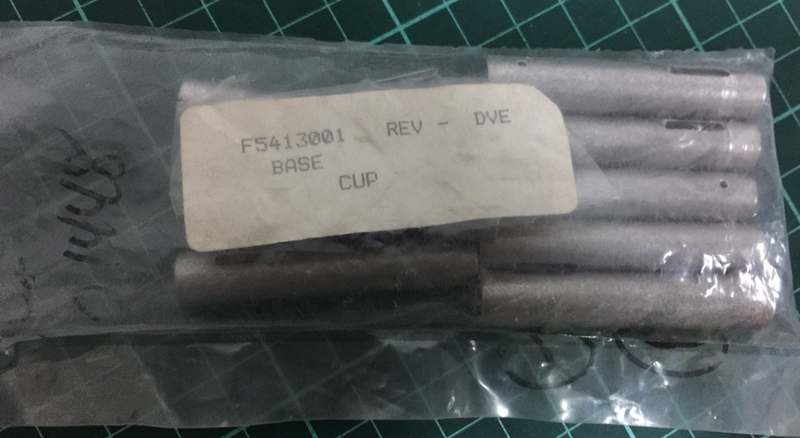 F5413001 REV - DVE
BASE
CUP